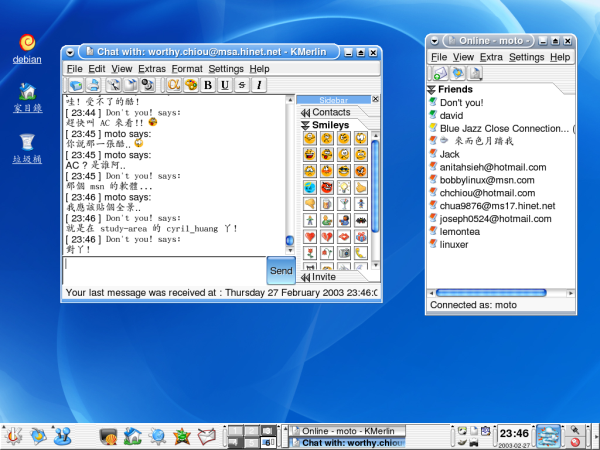 debian
家目錄
垃圾桶
Chat with: worthy.chiou@msa.hinet.net - KMerlin
File Edit View Extras Format Settings Help
B U S I
哇! 受不了的酷!
[ 23:44 ] Don't you! says:
趕快叫 AC 來看!!
[ 23:45 ] moto says:
你說那一張酷..
[ 23:45 ] moto says:
AC ? 是誰阿..
[ 23:45 ] Don't you! says:
那個 msn 的軟體...
[ 23:46 ] moto says:
我應該貼個全景..
[ 23:46 ] Don't you! says:
就是在 study-area 的 cyril_huang 丫!
[ 23:46 ] Don't you! says:
對丫!
Sidebar
Contacts
Smileys
Invite
Send
Your last message was received at : Thursday 27 February 2003 23:46:0
Online - moto -
File View Extra Settings Help
Friends
Don't you!
david
Blue Jazz Close Connection... (
來而色月踏我
Jack
anitahsieh@hotmail.com
bobbylinux@msn.com
chchiou@hotmail.com
chua9876@ms17.hinet.net
joseph0524@hotmail.com
lemontea
linuxer
Connected as: moto
Online - moto - KMerlin
Chat with: worthy.chiou
23:46
2003-02-27